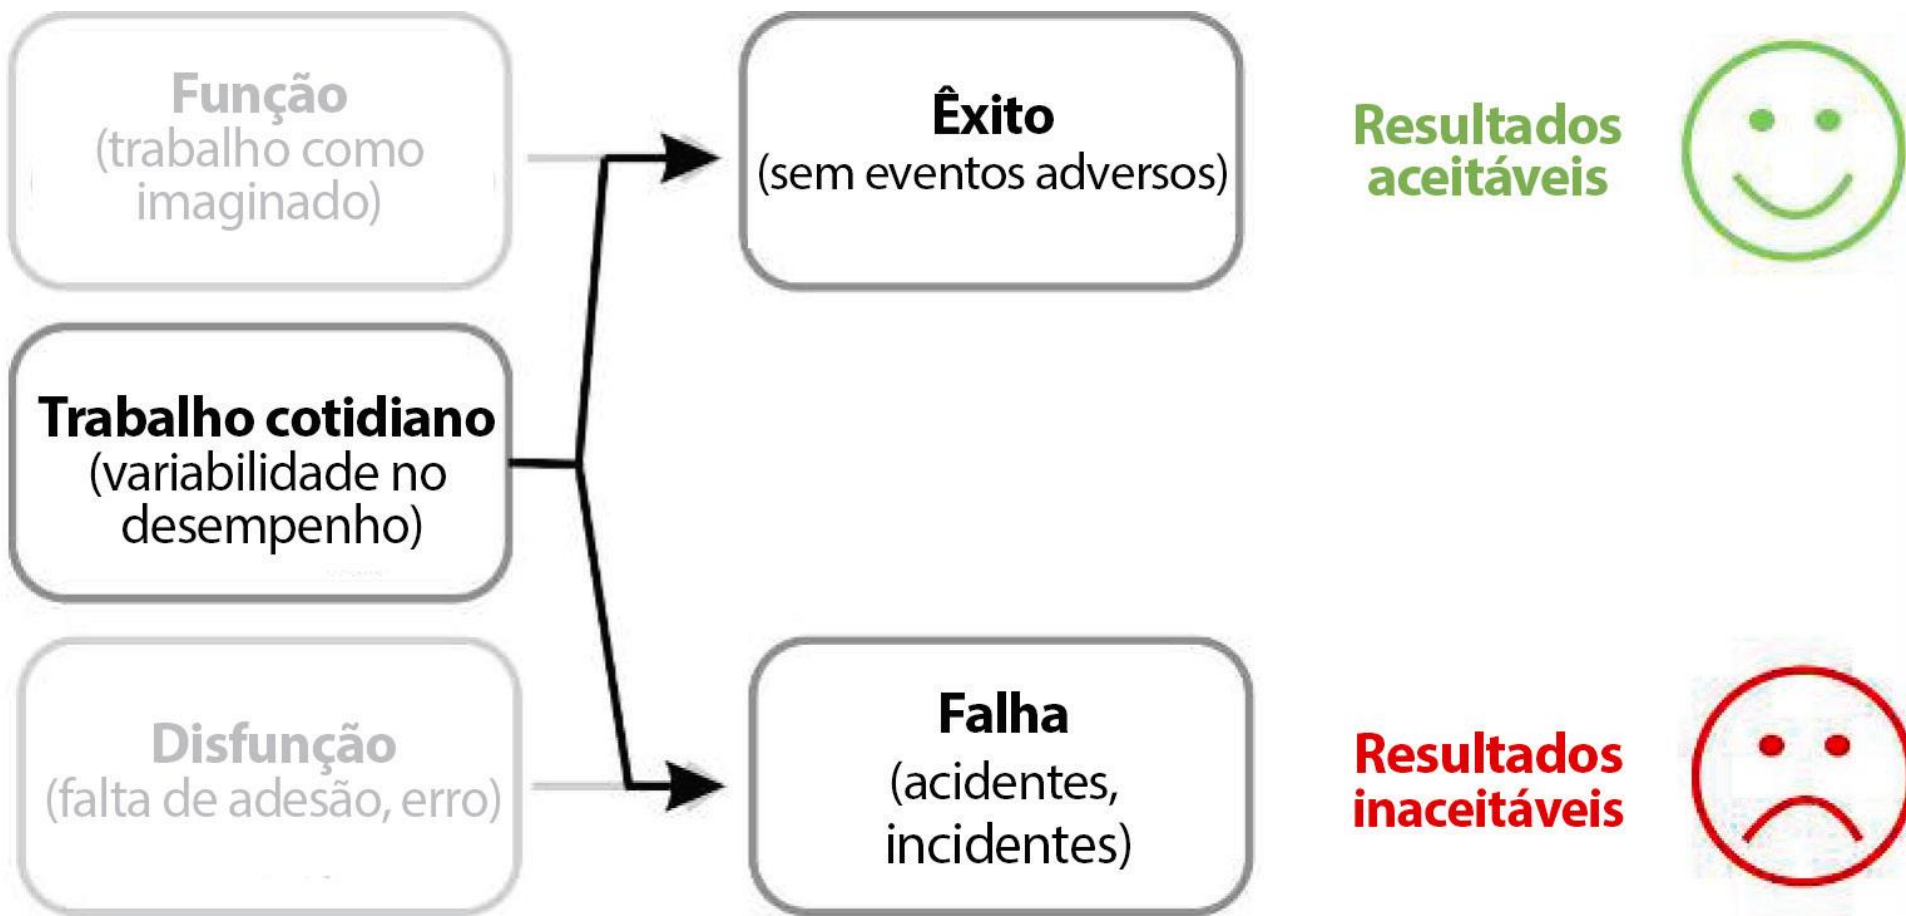 Função
(trabalho como
imaginado)
Êxito
(sem eventos adversos)
Resultados
aceitáveis
Trabalho cotidiano
(variabilidade no
desempenho)
Disfunção
(falta de adesão, erro)
Falha
(acidentes,
incidentes)
Resultados
inaceitáveis